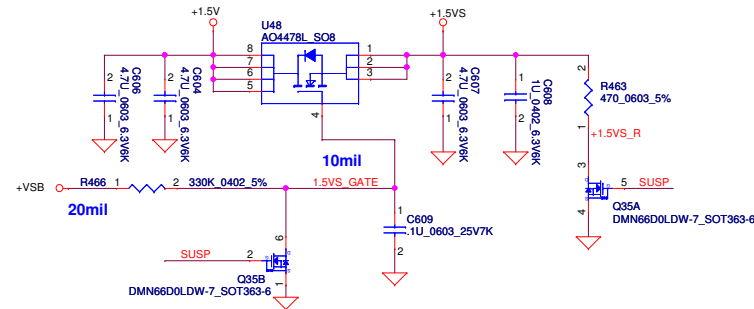 +1.5V
U48
AO4478L_SO8
+1.5VS
8
7
6
5
1
2
3
4
2
1
C606
4.7U_0603_6.3V6K
2
1
C604
4.7U_0603_6.3V6K
2
1
C607
4.7U_0603_6.3V6K
1
2
C608
1U_0402_6.3V6K
2
R463
470_0603_5%
1
+1.5VS_R
10mil
+VSB
R466
1
2
330K_0402_5%
1.5VS_GATE
20mil
3
5
SUSP
4
Q35A
DMN66D0LDW-7_SOT363-6
1
C609
.1U_0603_25V7K
2
6
SUSP
2
1
Q35B
DMN66D0LDW-7_SOT363-6